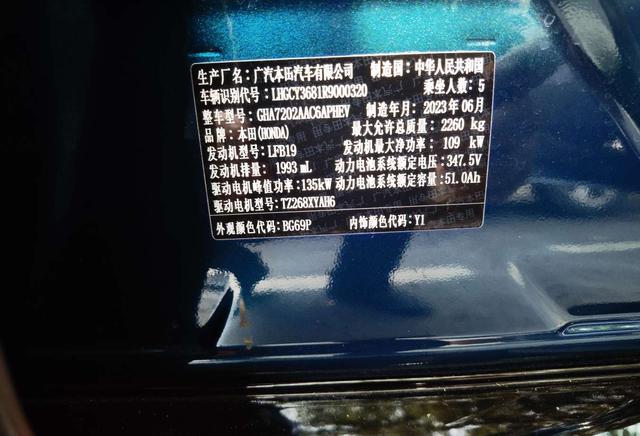 生产厂名：广汽本田汽车有限公司 制造国：中华人民共和国
车辆识别代号：LHGCY3681R9000320 乘坐人数：5
整车型号：GHA7202AAC6APHEV 制造年月：2023年06月
品牌：本田(HONDA) 最大允许总质量：2260 kg
发动机型号：LFB19 发动机最大净功率：109 kW
发动机排量：1993 mL 动力电池系统额定电压：347.5V
驱动电机峰值功率：135kW 动力电池系统额定容量：51.0Ah
驱动电机型号：TZ268XYAH6
外观颜色代码：BG69P 内饰颜色代码：Y1